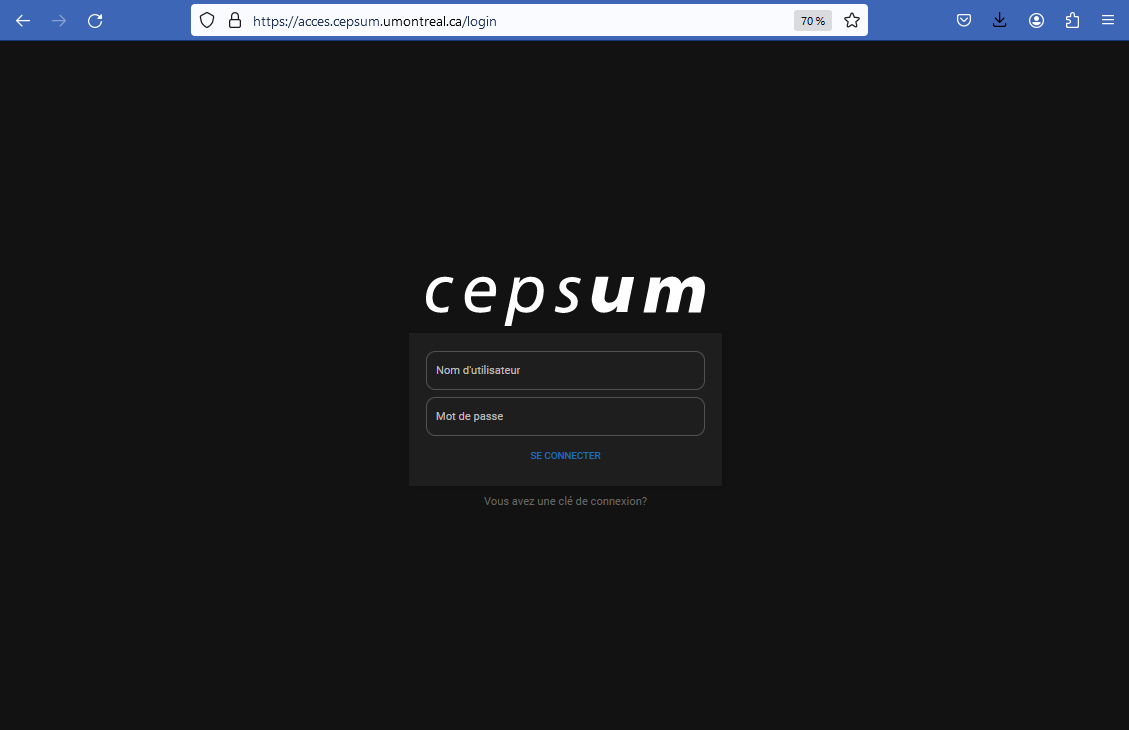 https://acces.cepsum.umontreal.ca/login
70 %
cepsum
Nom d'utilisateur
Mot de passe
SE CONNECTER
Vous avez une clé de connexion?